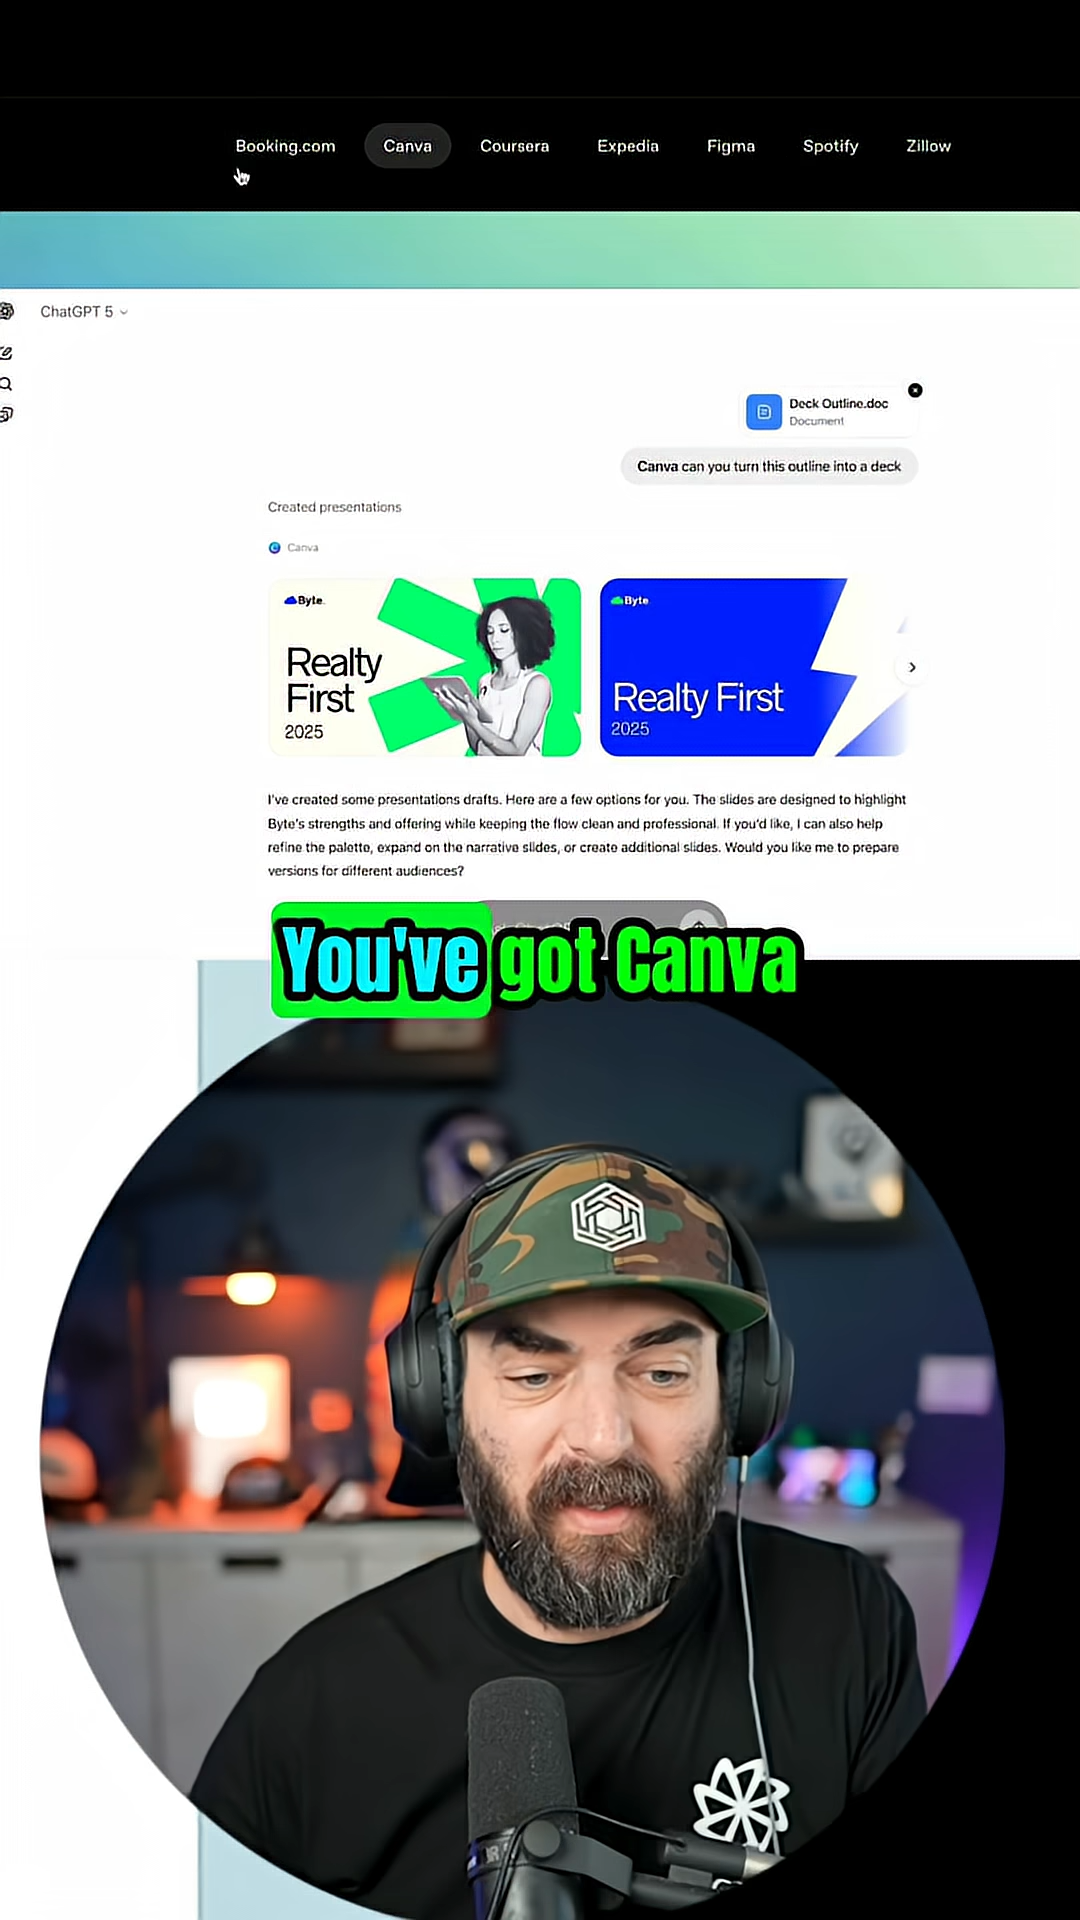 Booking.com Canva Coursera Expedia Figma Spotify Zillow
ChatGPT 5
Deck Outline.doc
Document
Canva can you turn this outline into a deck
Created presentations
Canva
Byte.
Realty
First
2025
Byte
Realty First
2025
I've created some presentations drafts. Here are a few options for you. The slides are designed to highlight
Byte's strengths and offering while keeping the flow clean and professional. If you'd like, I can also help
refine the palette, expand on the narrative slides, or create additional slides. Would you like me to prepare
versions for different audiences?
You've got Canva